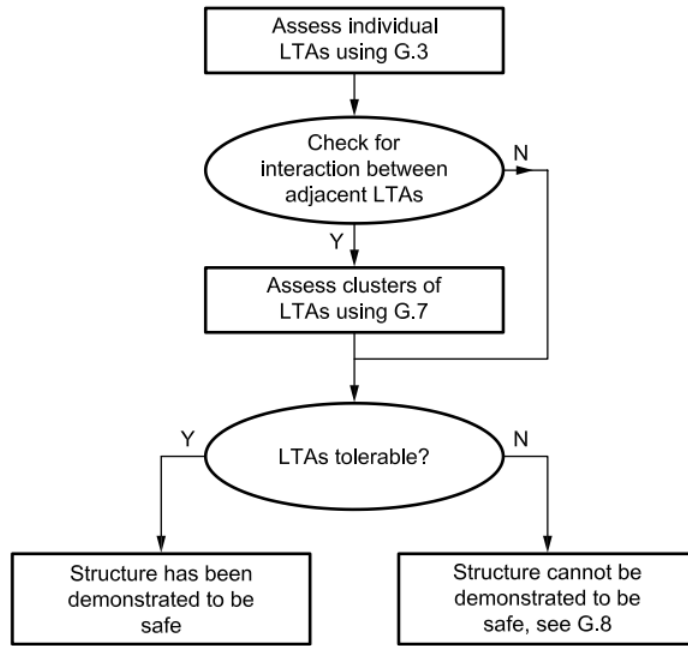 Assess individual
LTAs using G.3
Check for
interaction between
adjacent LTAs
N
Y
Assess clusters of
LTAs using G.7
Y
LTAs tolerable?
N
Structure has been
demonstrated to be
safe
Structure cannot be
demonstrated to be
safe, see G.8